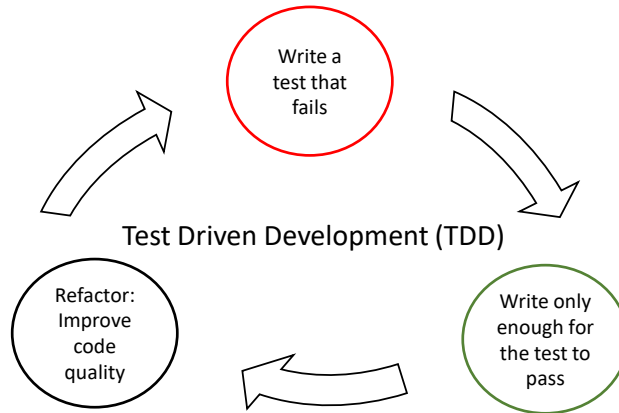 Write a
test that
fails
Test Driven Development (TDD)
Refactor:
Improve
code
quality
Write only
enough for
the test to
pass